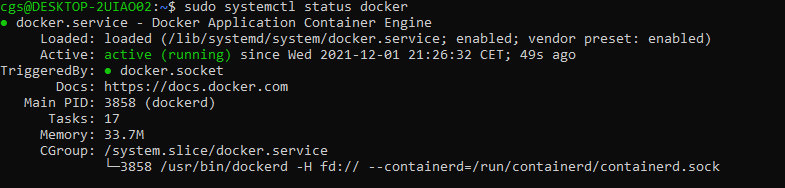 cgs@DESKTOP-2UIAO02:~$ sudo systemctl status docker
● docker.service - Docker Application Container Engine
Loaded: loaded (/lib/systemd/system/docker.service; enabled; vendor preset: enabled)
Active: active (running) since Wed 2021-12-01 21:26:32 CET; 49s ago
TriggeredBy: ● docker.socket
Docs: https://docs.docker.com
Main PID: 3858 (dockerd)
Tasks: 17
Memory: 33.7M
CGroup: /system.slice/docker.service
└─3858 /usr/bin/dockerd -H fd:// --containerd=/run/containerd/containerd.sock